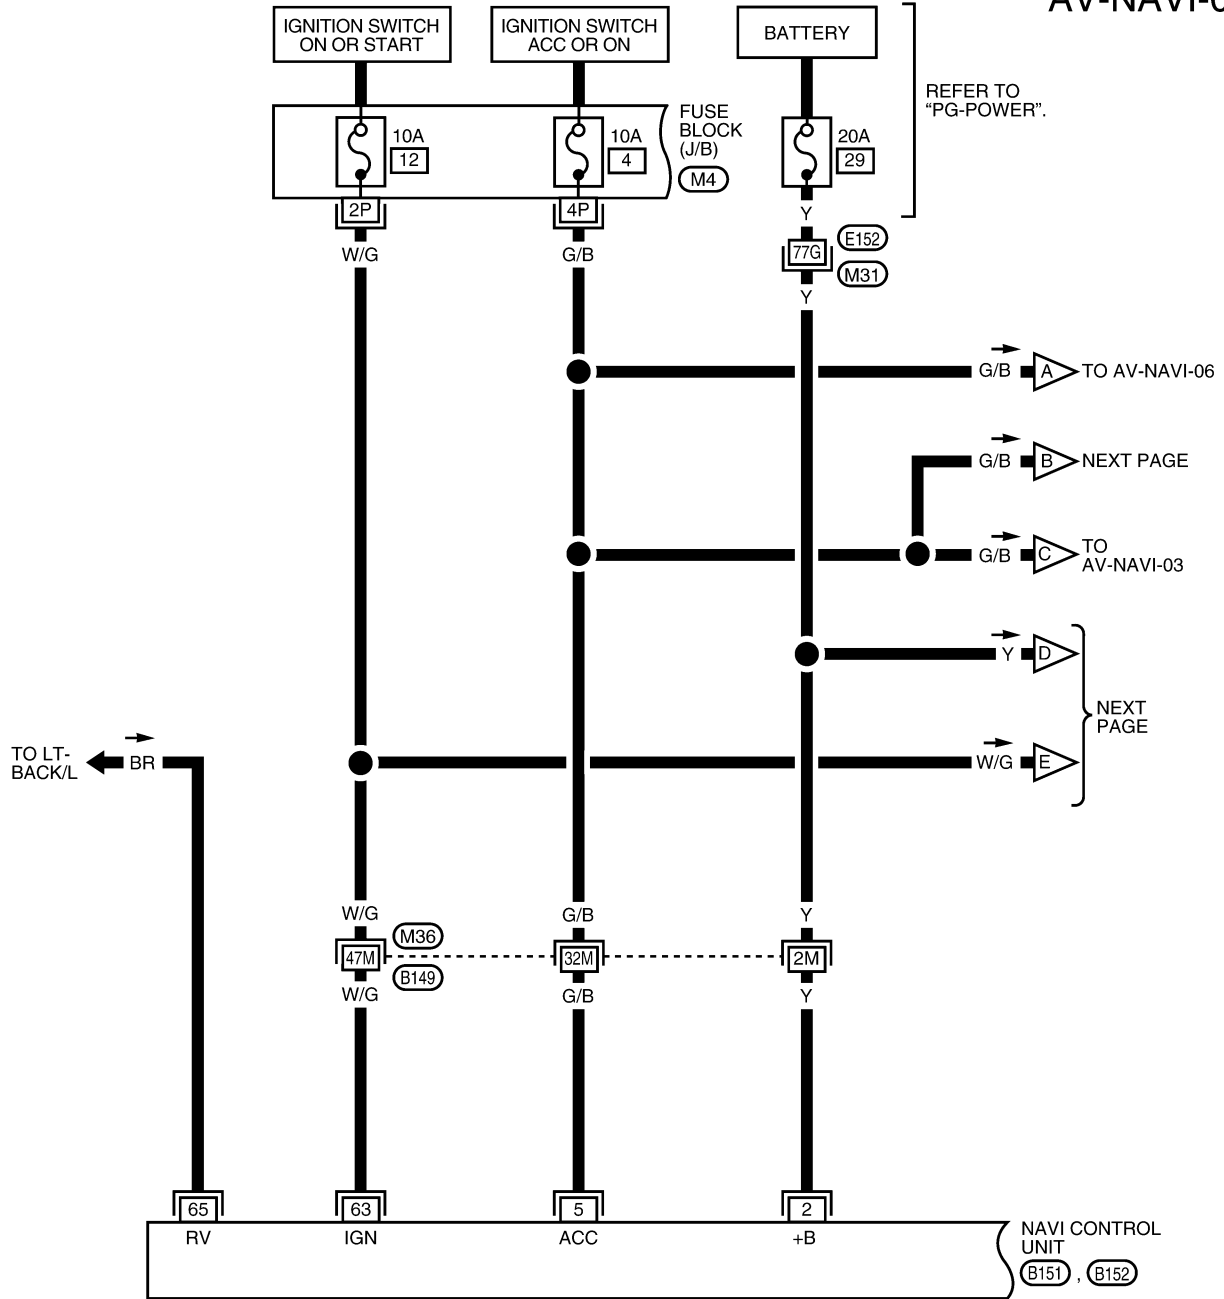 AV-NAVI-0
IGNITION SWITCH
ON OR START
IGNITION SWITCH
ACC OR ON
BATTERY
REFER TO
“PG-POWER”.
10A
12
10A
4
FUSE
BLOCK
(J/B)
M4
20A
29
2P
4P
Y
W/G
G/B
77G
E152
M31
Y
G/B
A
TO AV-NAVI-06
G/B
B
NEXT PAGE
G/B
C
TO
AV-NAVI-03
Y
D
NEXT
PAGE
TO LT-
BACK/L
BR
W/G
E
W/G
G/B
Y
M36
47M
32M
2M
B149
W/G
G/B
Y
65
63
5
2
RV
IGN
ACC
+B
NAVI CONTROL
UNIT
B151 , B152